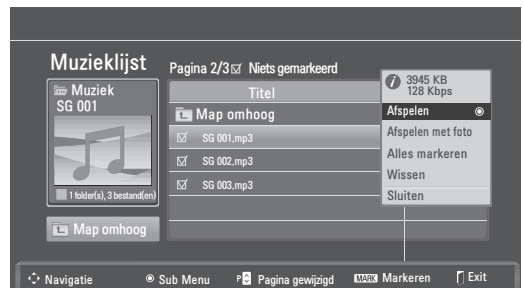 Muzieklijst
Pagina 2/3 Niets gemarkeerd
Muziek
SG 001
1 folder(s), 3 bestand(en)
Map omhoog
Titel
Map omhoog
SG 001,mp3
SG 002,mp3
SG 003,mp3
3945 KB
128 Kbps
Afspelen
Afspelen met foto
Alles markeren
Wissen
Sluiten
Navigatie Sub Menu P Pagina gewijzigd MARK Markeren Exit